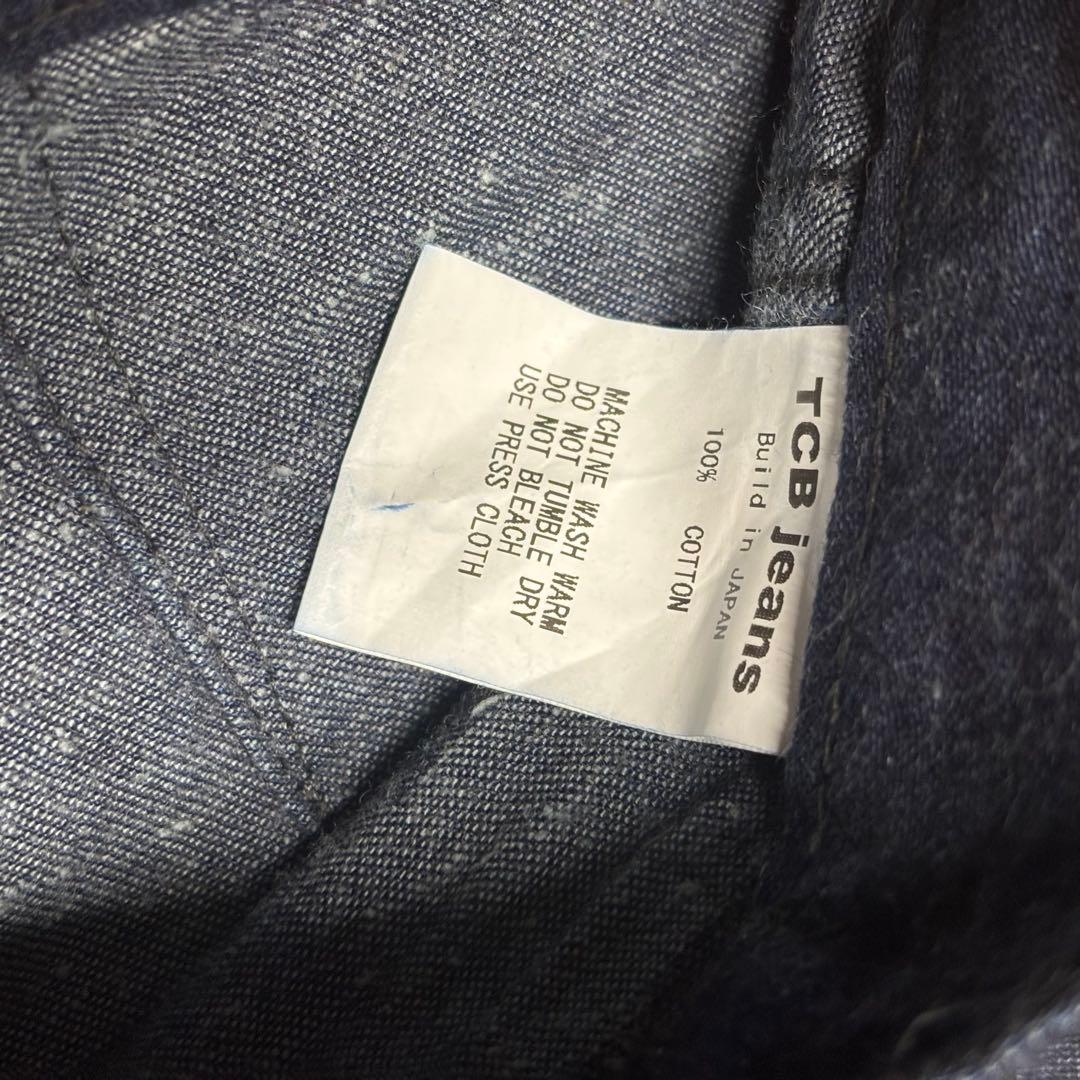 TCB jeans
Build in JAPAN
100% COTTON
MACHINE WASH WARM
DO NOT TUMBLE DRY
DO NOT BLEACH
USE PRESS CLOTH